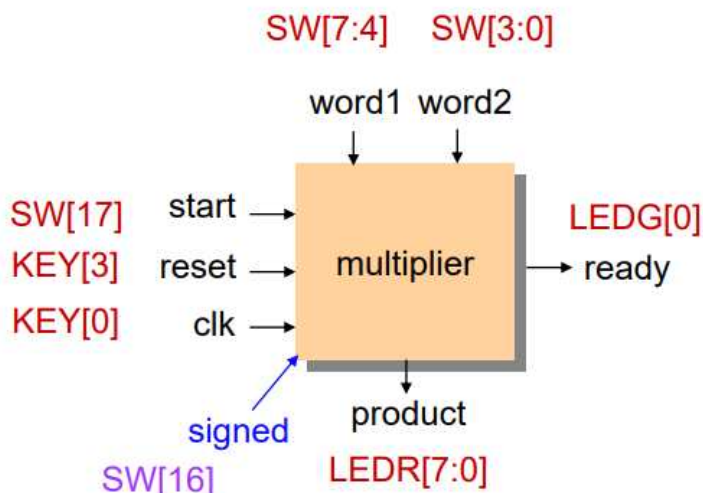 SW[7:4] SW[3:0]
word1 word2
SW[17] start
LEDG[0]
KEY[3] reset multiplier ready
KEY[0] clk
signed product
SW[16] LEDR[7:0]